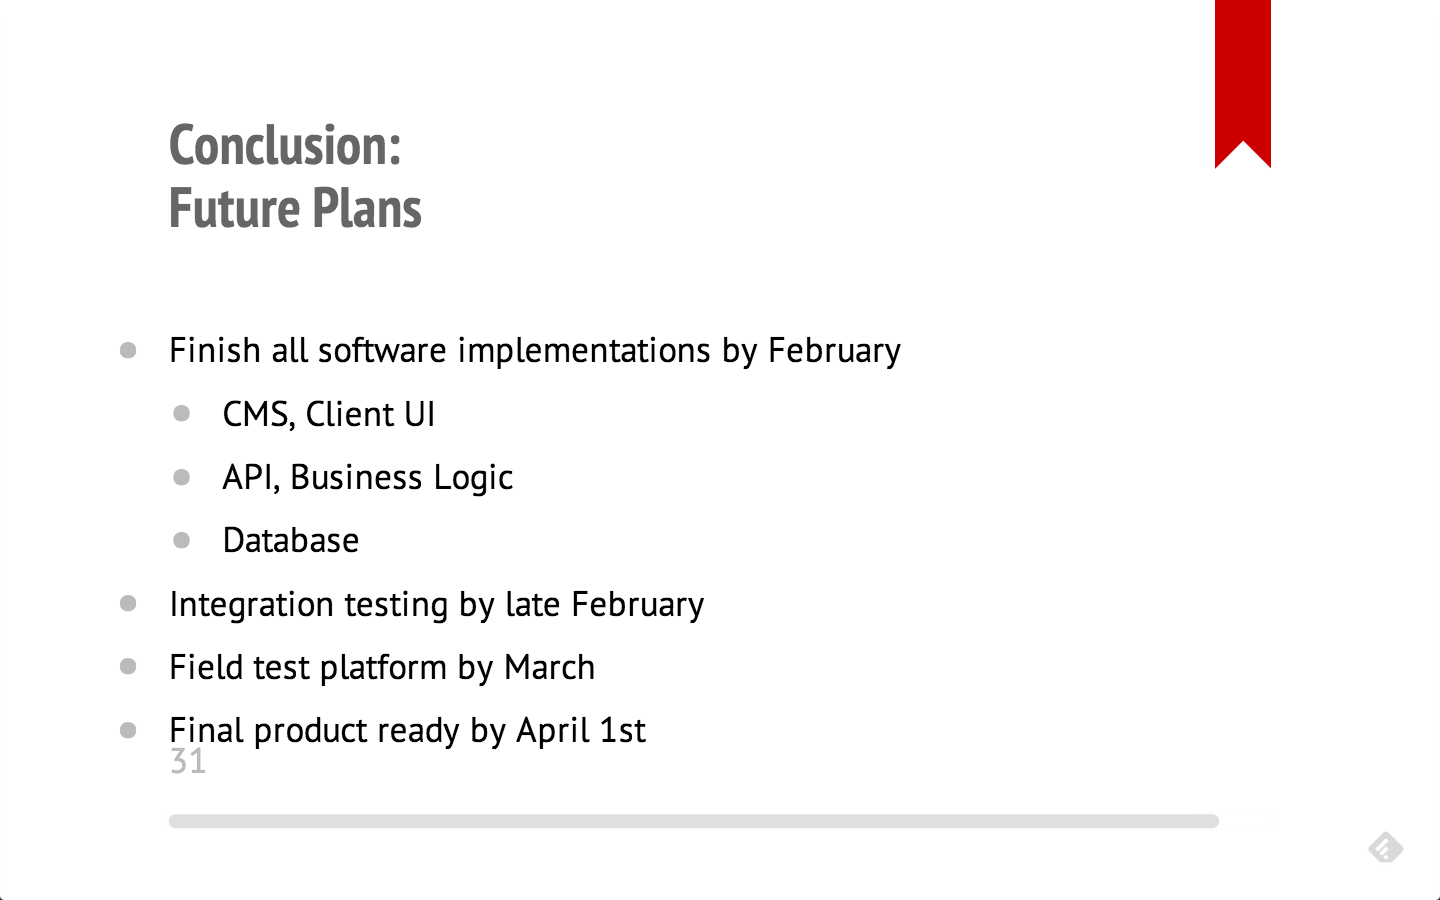 Conclusion:
Future Plans
Finish all software implementations by February
CMS, Client UI
API, Business Logic
Database
Integration testing by late February
Field test platform by March
Final product ready by April 1st
31